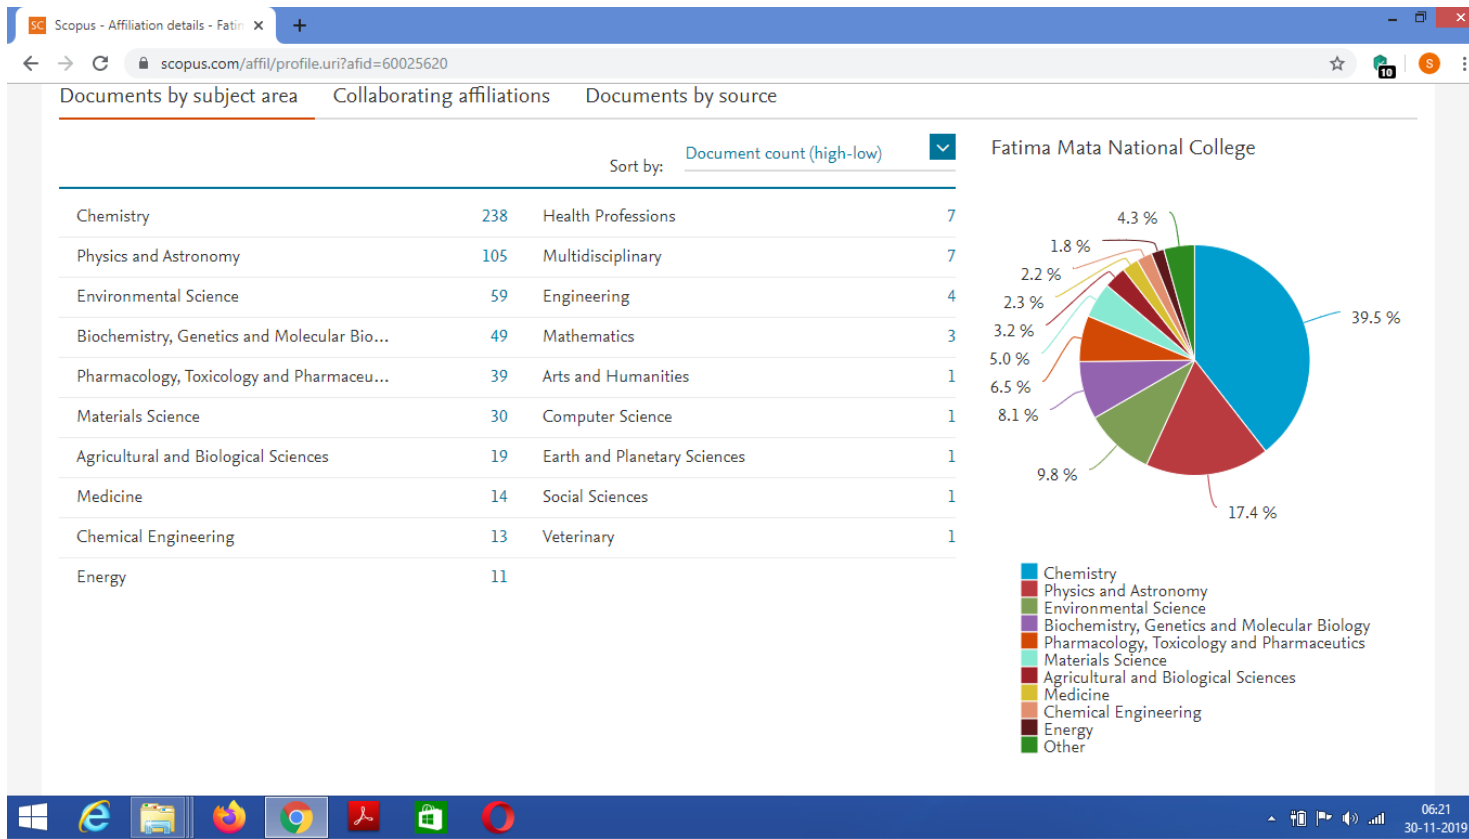 SC Scopus - Affiliation details - Fatin
scopus.com/affil/profile.uri?afid=60025620
10
S
Documents by subject area Collaborating affiliations Documents by source
Sort by: Document count (high-low)
Chemistry 238 Health Professions 7
Physics and Astronomy 105 Multidisciplinary 7
Environmental Science 59 Engineering 4
Biochemistry, Genetics and Molecular Bio... 49 Mathematics 3
Pharmacology, Toxicology and Pharmaceu... 39 Arts and Humanities 1
Materials Science 30 Computer Science 1
Agricultural and Biological Sciences 19 Earth and Planetary Sciences 1
Medicine 14 Social Sciences 1
Chemical Engineering 13 Veterinary 1
Energy 11
Fatima Mata National College
4.3 %
1.8 %
2.2 %
2.3 %
3.2 %
5.0 %
6.5 %
8.1 %
9.8 %
39.5 %
17.4 %
Chemistry
Physics and Astronomy
Environmental Science
Biochemistry, Genetics and Molecular Biology
Pharmacology, Toxicology and Pharmaceutics
Materials Science
Agricultural and Biological Sciences
Medicine
Chemical Engineering
Energy
Other
06:21
30-11-2019